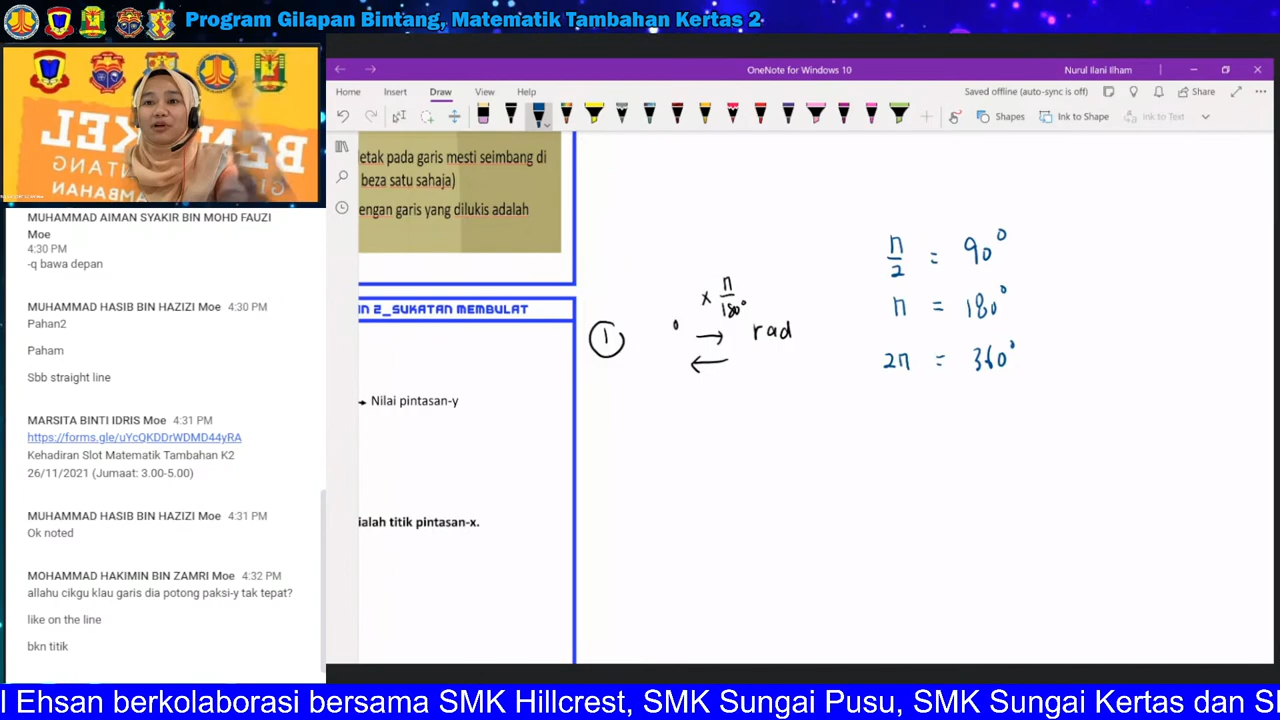 Program Gilapan Bintang, Matematik Tambahan Kertas 2
OneNote for Windows 10
Nurul Ilani Ilham
Home Insert Draw View Help
Saved offline (auto-sync is off)
Share
Shapes
Ink to Shape
Ink to Text
MUHAMMAD AIMAN SYAKIR BIN MOHD FAUZI
Moe
4:30 PM
-q bawa depan
MUHAMMAD HASIB BIN HAZIZI Moe 4:30 PM
Pahan2
Paham
Sbb straight line
MARSITA BINTI IDRIS Moe 4:31 PM
https://forms.gle/uYcQKDDrWDMD44yRA
Kehadiran Slot Matematik Tambahan K2
26/11/2021 (Jumaat: 3.00-5.00)
MUHAMMAD HASIB BIN HAZIZI Moe 4:31 PM
Ok noted
MOHAMMAD HAKIMIN BIN ZAMRI Moe 4:32 PM
allahu cikgu klau garis dia potong paksi-y tak tepat?
like on the line
bkn titik
letak pada garis mesti seimbang di
beza satu sahaja)
engan garis yang dilukis adalah
N 2_SUKATAN MEMBULAT
→ Nilai pintasan-y
ialah titik pintasan-x.
① ° → rad
← 
× π/180°
π/2 = 90°
π = 180°
2π = 360°
l Ehsan berkolaborasi bersama SMK Hillcrest, SMK Sungai Pusu, SMK Sungai Kertas dan S